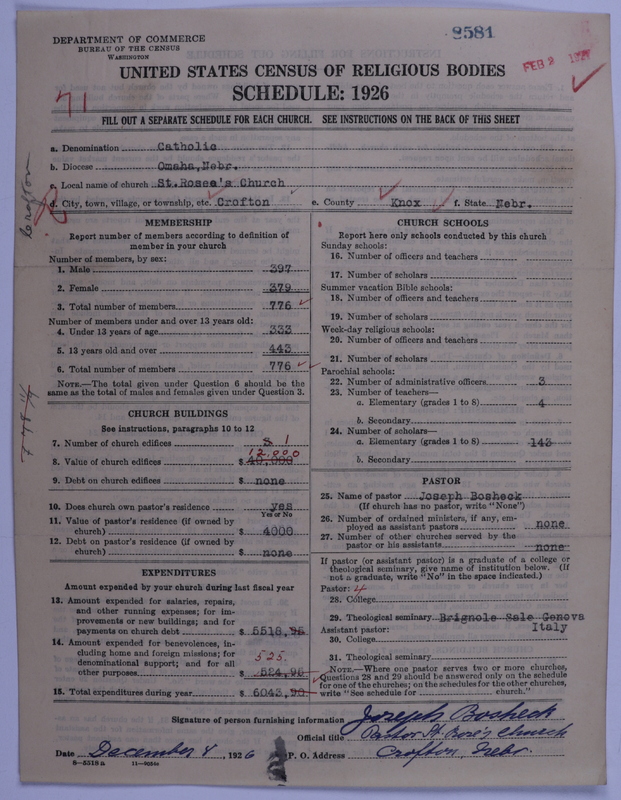 8581
DEPARTMENT OF COMMERCE
BUREAU OF THE CENSUS
WASHINGTON
FEB 2 1927
UNITED STATES CENSUS OF RELIGIOUS BODIES
SCHEDULE: 1926
71
FILL OUT A SEPARATE SCHEDULE FOR EACH CHURCH. SEE INSTRUCTIONS ON THE BACK OF THIS SHEET
a. Denomination Catholic
b. Diocese Omaha,Nebr.
c. Local name of church St.Rosea's Church
d. City, town, village, or township, etc. Crofton e. County Knox f. State Nebr.
Crofton
MEMBERSHIP
Report number of members according to definition of
member in your church
Number of members, by sex:
1. Male 397
2. Female 379
3. Total number of members 776
Number of members under and over 13 years old:
4. Under 13 years of age 333
5. 13 years old and over 443
6. Total number of members 776
NOTE.—The total given under Question 6 should be the
same as the total of males and females given under Question 3.
CHURCH BUILDINGS
See instructions, paragraphs 10 to 12
7. Number of church edifices 1
12,000
8. Value of church edifices $ 40,000
9. Debt on church edifices $ none
10. Does church own pastor's residence yes
Yes or No
11. Value of pastor's residence (if owned by
church) $ 4000
12. Debt on pastor's residence (if owned by
church) $ none
EXPENDITURES
Amount expended by your church during last fiscal year
13. Amount expended for salaries, repairs,
and other running expenses; for im-
provements or new buildings; and for
payments on church debt $ 5518,95
14. Amount expended for benevolences, in-
cluding home and foreign missions; for
denominational support; and for all
525.
other purposes $ 524,95
15. Total expenditures during year $ 6043,90
CHURCH SCHOOLS
Report here only schools conducted by this church
Sunday schools:
16. Number of officers and teachers
17. Number of scholars
Summer vacation Bible schools:
18. Number of officers and teachers
19. Number of scholars
Week-day religious schools:
20. Number of officers and teachers
21. Number of scholars
Parochial schools:
22. Number of administrative officers 3
23. Number of teachers—
a. Elementary (grades 1 to 8) 4
b. Secondary
24. Number of scholars—
a. Elementary (grades 1 to 8) 143
b. Secondary
PASTOR
25. Name of pastor Joseph Bosheck
(If church has no pastor, write "None")
26. Number of ordained ministers, if any, em-
ployed as assistant pastors none
27. Number of other churches served by the
pastor or his assistants none
If pastor (or assistant pastor) is a graduate of a college or
theological seminary, give name of institution below. (If
not a graduate, write "No" in the space indicated.)
Pastor: 4
28. College
29. Theological seminary Brignole Sale Genova
Assistant pastor: Italy
30. College
31. Theological seminary
NOTE.—Where one pastor serves two or more churches,
Questions 28 and 29 should be answered only on the schedule
for one of the churches; on the schedules for the other churches,
write "See schedule for church."
Signature of person furnishing information Joseph Bosheck
Official title Pastor St. Rose's Church
Date December 4, 1926 P. O. Address Crofton, Nebr.
8—5518a 11—9056